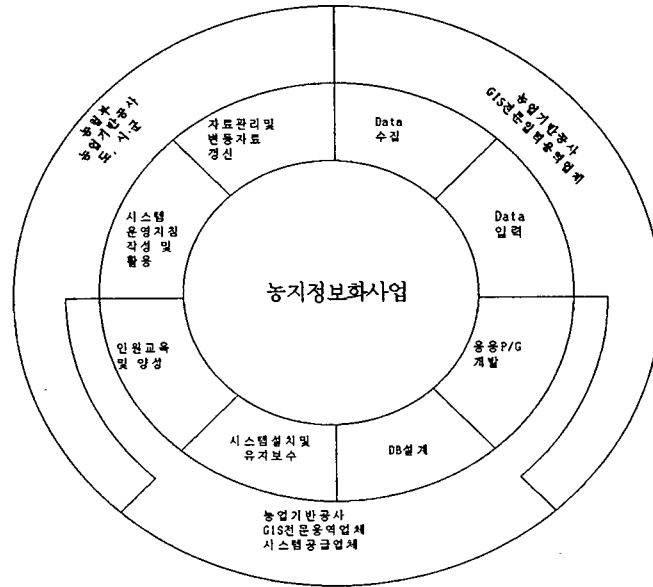 농업부
농업기반공사
도, 시군
농업기반공사
GIS전문인력용역업체
자료관리및
변동자료
갱신
Data
수집
시스템
운영지침
작성 및
활용
Data
입력
농지정보화사업
인원교육
및 양성
응용P/G
개발
시스템설치및
유지보수
DB설계
농업기반공사
GIS전문용역업체
시스템공급업체